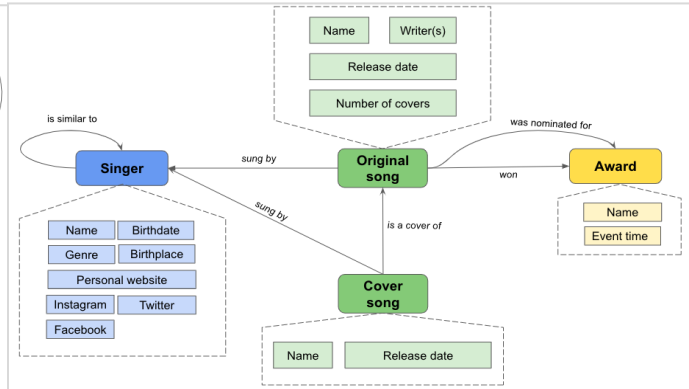 Name
Writer(s)
Release date
Number of covers
is similar to
was nominated for
Singer
sung by
Original
song
won
Award
sung by
is a cover of
Name
Birthdate
Genre
Birthplace
Personal website
Instagram
Twitter
Facebook
Name
Event time
Cover
song
Name
Release date